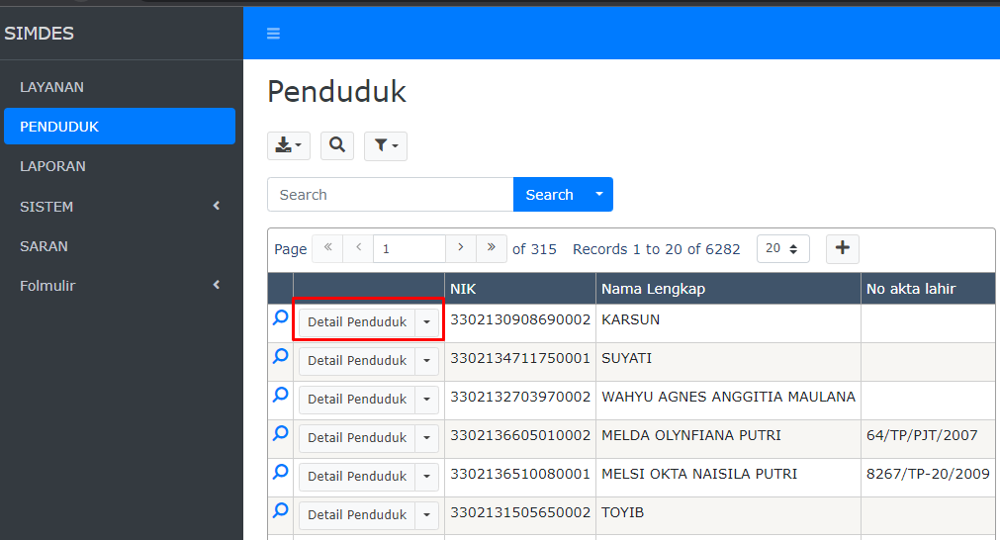 SIMDES
LAYANAN
PENDUDUK
LAPORAN
SISTEM
SARAN
Folmulir
Penduduk
Search Search
Page 1 of 315 Records 1 to 20 of 6282 20
NIK Nama Lengkap No akta lahir
Detail Penduduk 3302130908690002 KARSUN
Detail Penduduk 3302134711750001 SUYATI
Detail Penduduk 3302132703970002 WAHYU AGNES ANGGITIA MAULANA
Detail Penduduk 3302136605010002 MELDA OLYNFIANA PUTRI 64/TP/PJT/2007
Detail Penduduk 3302136510080001 MELSI OKTA NAISILA PUTRI 8267/TP-20/2009
Detail Penduduk 3302131505650002 TOYIB